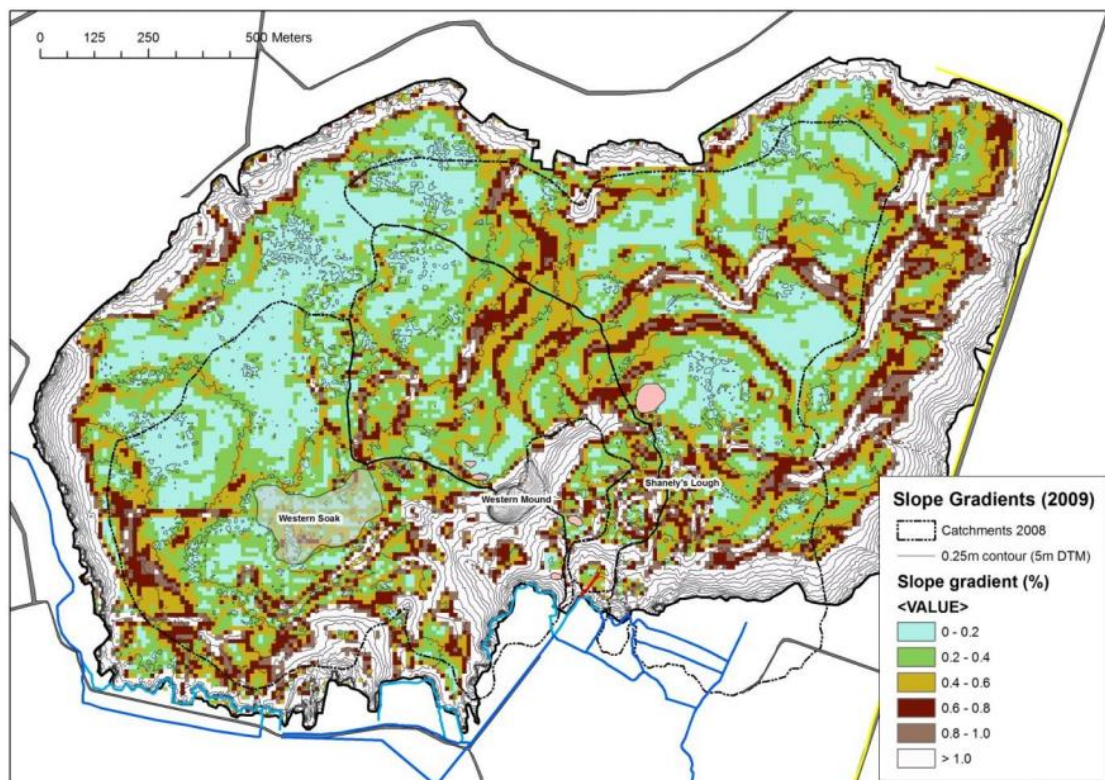 0 125 250 500 Meters
Western Mound
Shanely's Lough
Western Soak
Slope Gradients (2009)
Catchments 2008
0.25m contour (5m DTM)
Slope gradient (%)
<VALUE>
0 - 0.2
0.2 - 0.4
0.4 - 0.6
0.6 - 0.8
0.8 - 1.0
> 1.0